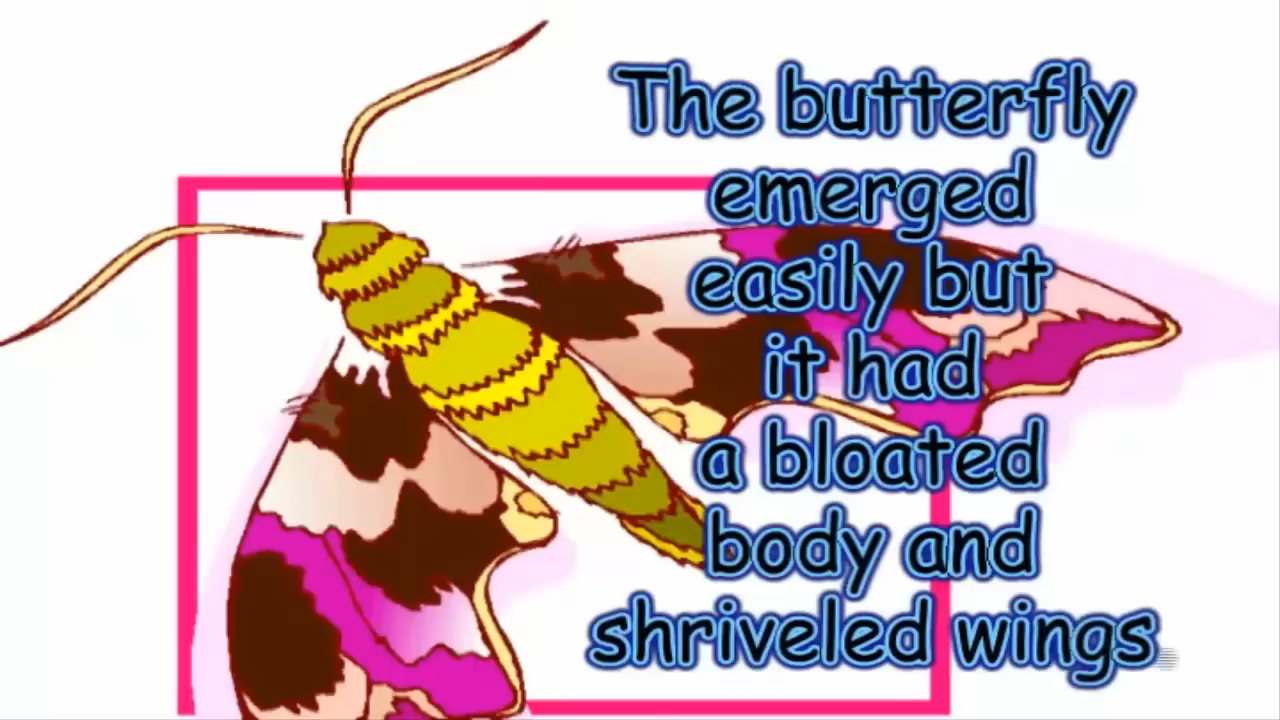 The butterfly
emerged
easily but
it had
a bloated
body and
shriveled wings